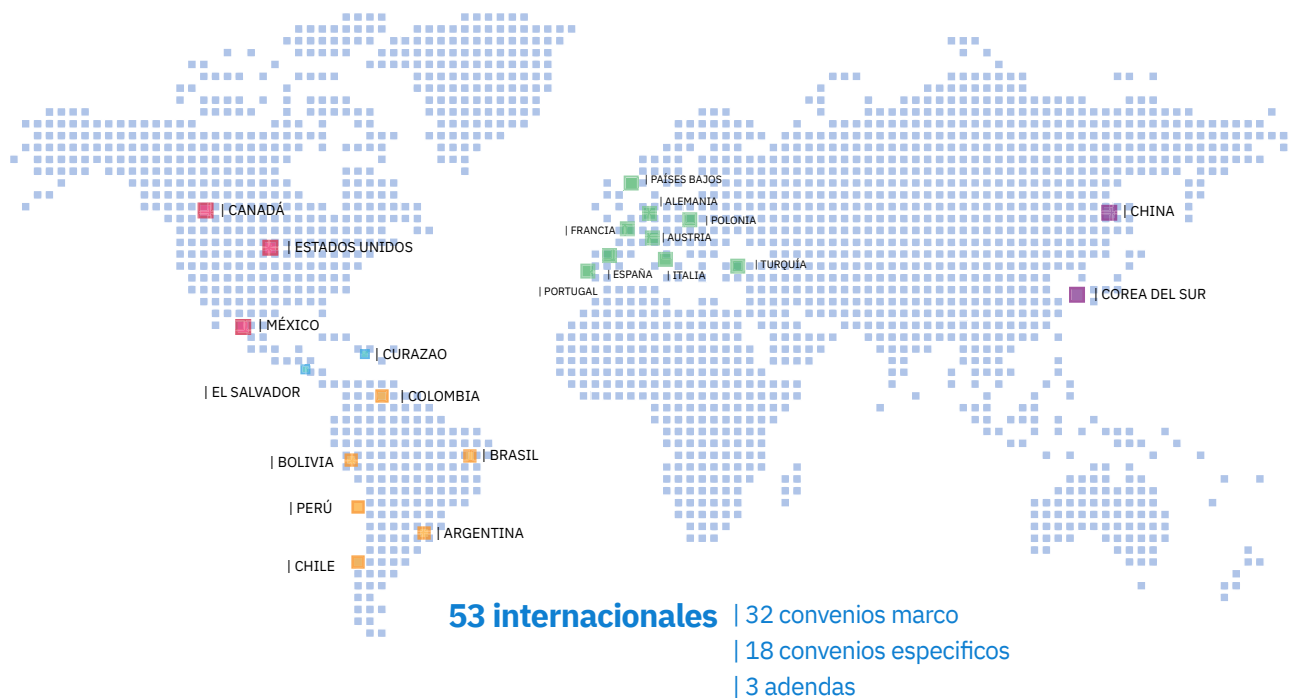 | PAÍSES BAJOS
| ALEMANIA
| CANADÁ
| CHINA
| POLONIA
| FRANCIA
| AUSTRIA
| ESTADOS UNIDOS
| TURQUÍA
| ESPAÑA
| ITALIA
| PORTUGAL
| COREA DEL SUR
| MÉXICO
| CURAZAO
| EL SALVADOR
| COLOMBIA
| BRASIL
| BOLIVIA
| PERÚ
| ARGENTINA
| CHILE
53 internacionales
| 32 convenios marco
| 18 convenios especificos
| 3 adendas